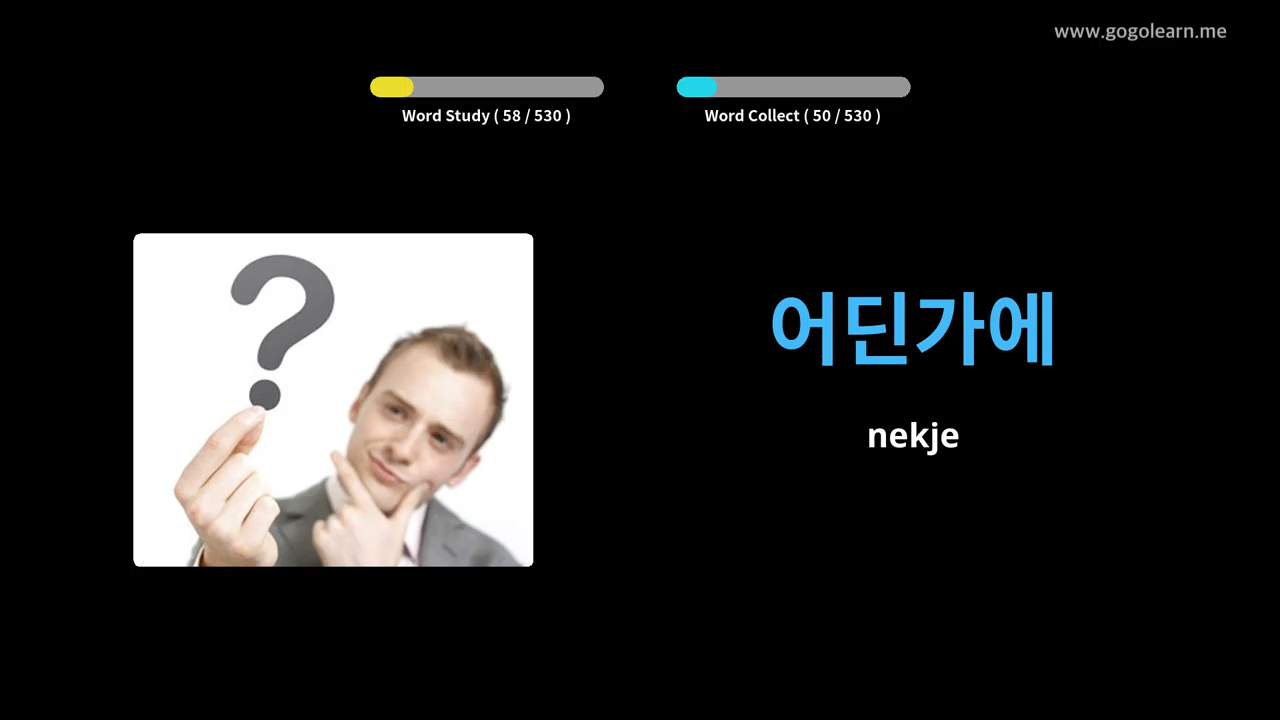 www.gogolearn.me
Word Study ( 58 / 530 )
Word Collect ( 50 / 530 )
?
어딘가에
nekje